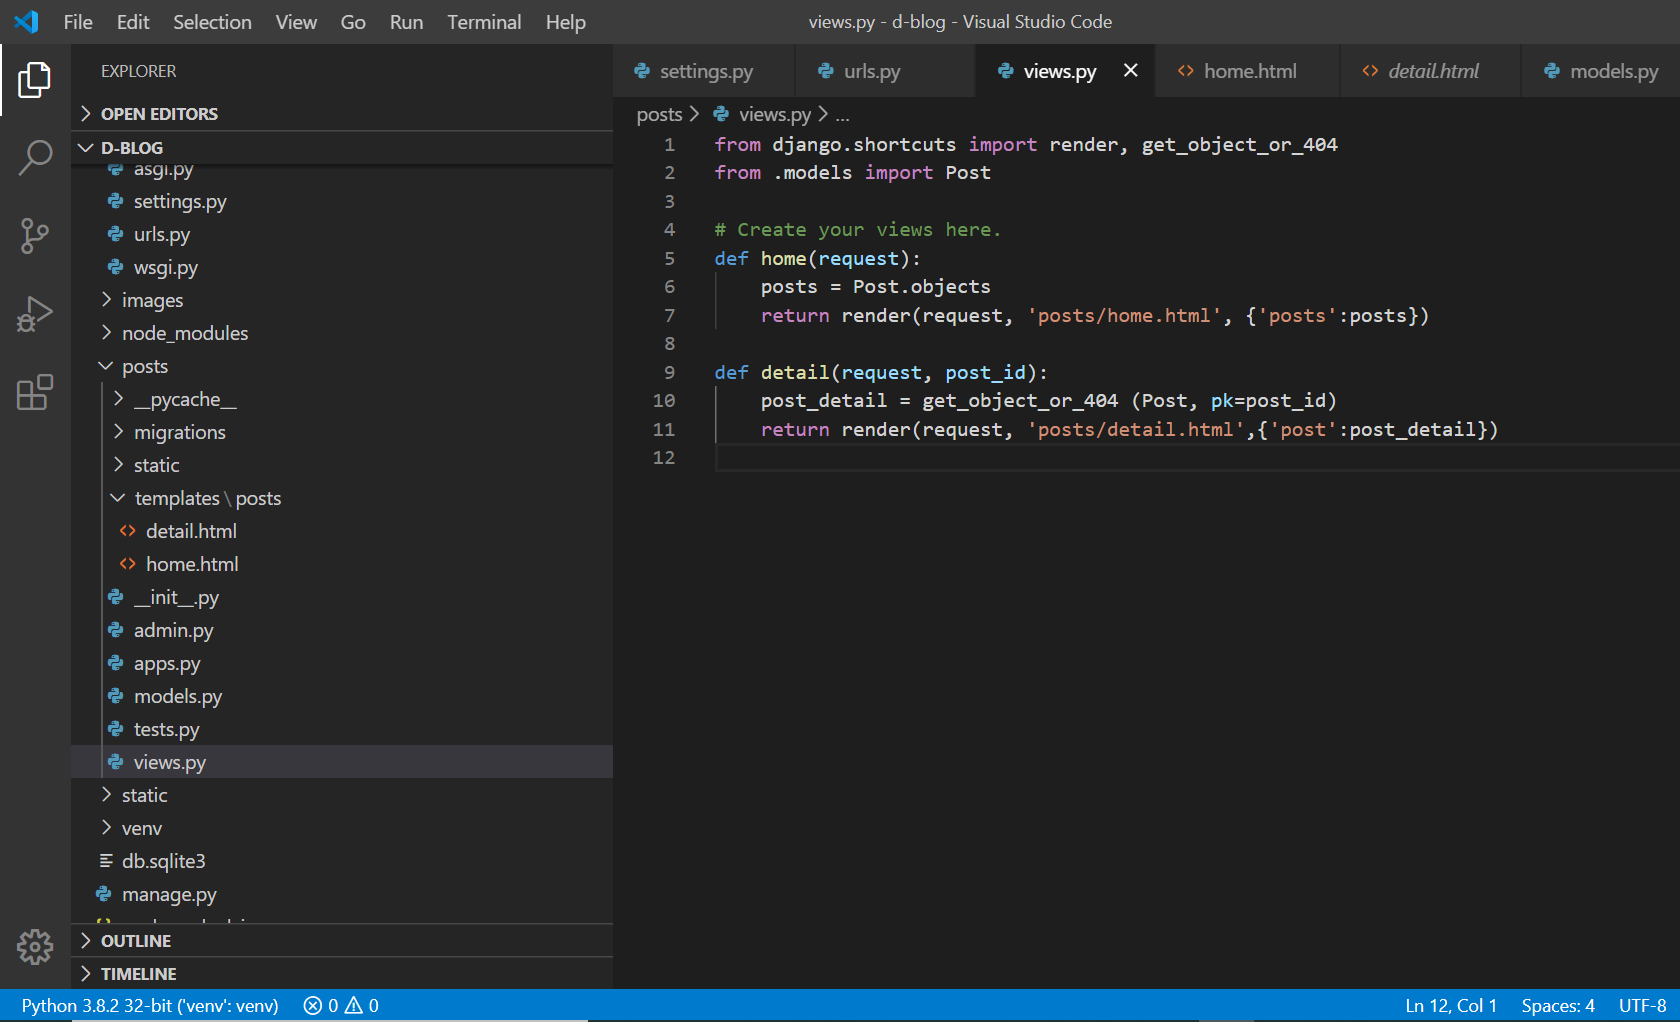 File Edit Selection View Go Run Terminal Help
views.py - d-blog - Visual Studio Code
EXPLORER
OPEN EDITORS
D-BLOG
asgi.py
settings.py
urls.py
wsgi.py
images
node_modules
posts
__pycache__
migrations
static
templates\posts
detail.html
home.html
__init__.py
admin.py
apps.py
models.py
tests.py
views.py
static
venv
db.sqlite3
manage.py
OUTLINE
TIMELINE
settings.py urls.py views.py home.html detail.html models.py
posts > views.py > ...
1 from django.shortcuts import render, get_object_or_404
2 from .models import Post
3
4 # Create your views here.
5 def home(request):
6 posts = Post.objects
7 return render(request, 'posts/home.html', {'posts':posts})
8
9 def detail(request, post_id):
10 post_detail = get_object_or_404 (Post, pk=post_id)
11 return render(request, 'posts/detail.html',{'post':post_detail})
12
Python 3.8.2 32-bit ('venv': venv) 0 0
Ln 12, Col 1 Spaces: 4 UTF-8